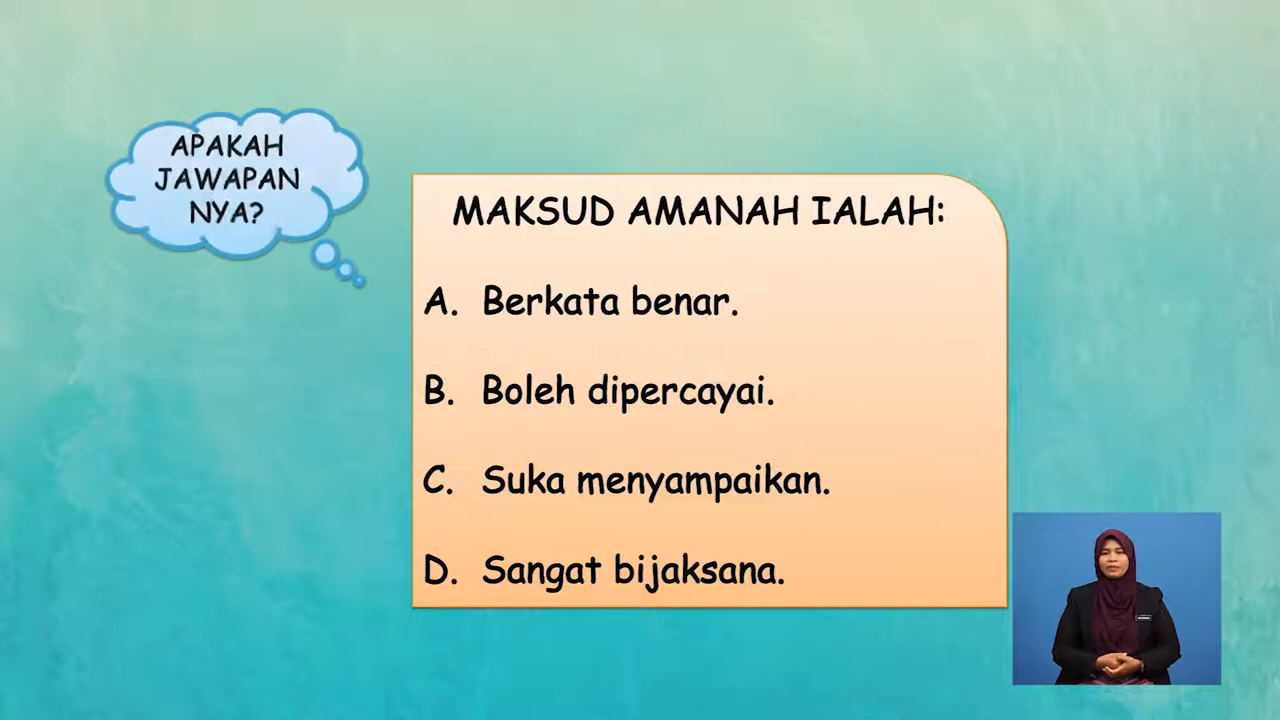 APAKAH
JAWAPAN
NYA?
MAKSUD AMANAH IALAH:
A. Berkata benar.
B. Boleh dipercayai.
C. Suka menyampaikan.
D. Sangat bijaksana.